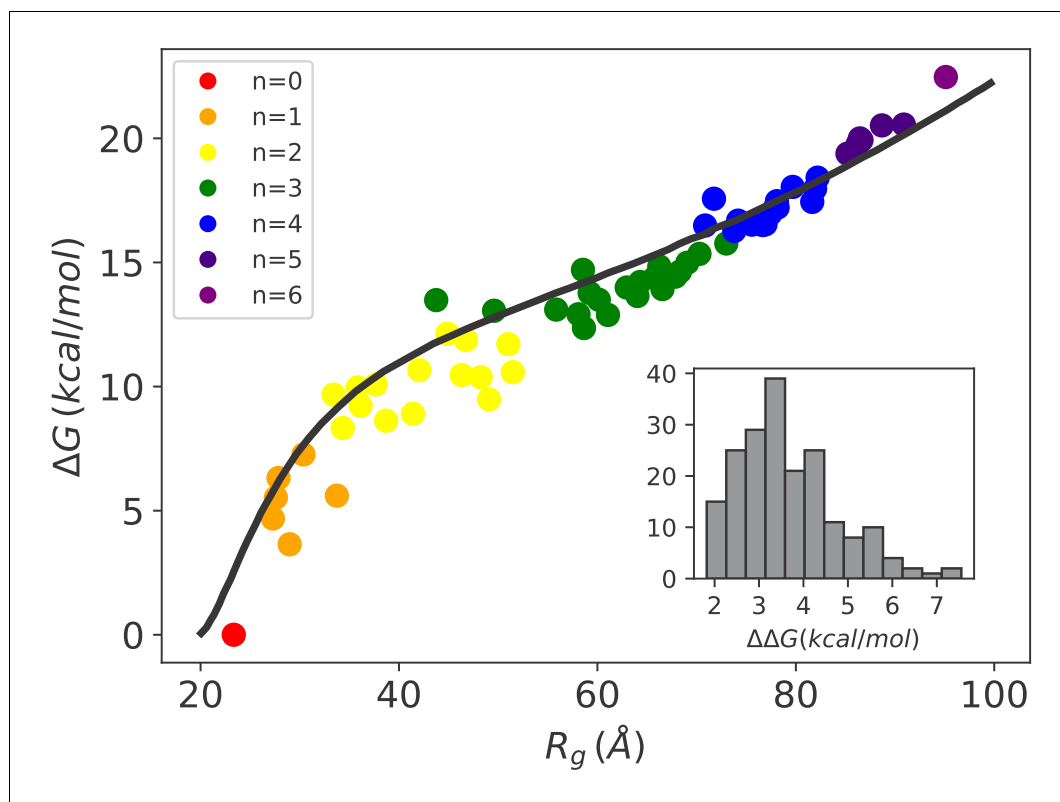 n=0
n=1
n=2
n=3
n=4
n=5
n=6
20
15
10
5
0
ΔG (kcal/mol)
20 40 60 80 100
R_g (Å)
40
30
20
10
0
2 3 4 5 6 7
ΔΔG(kcal/mol)